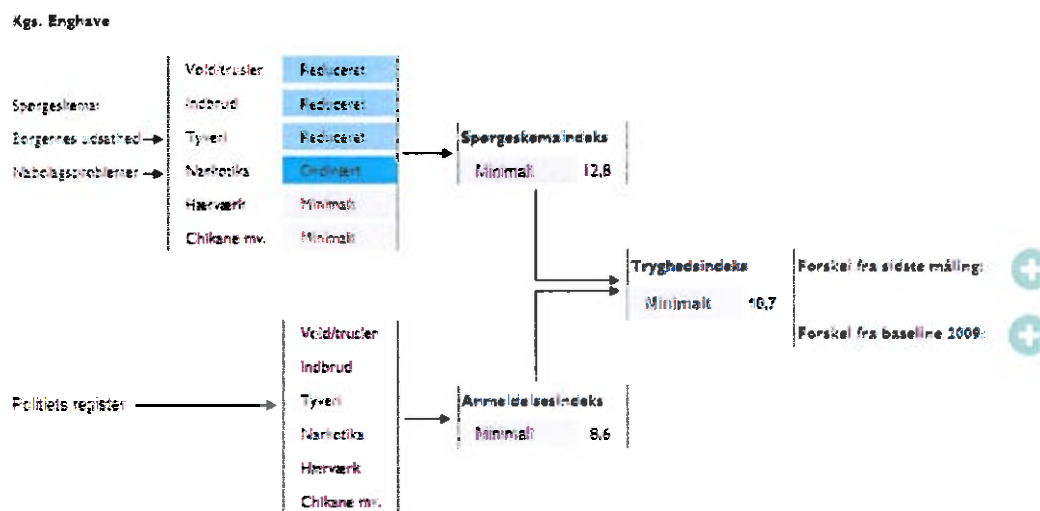 Kgs. Enghave
Vold/trusler Reduceret
Spørgeskema:
Indbrud Reduceret
Borgernes udsathed
Tyveri Reduceret
Spørgeskemaindeks
Nabolagsproblemer
Narkotika Ordinært
Minimalt 12,8
Hærværk Minimalt
Chikane mv. Minimalt
Tryghedsindeks
Forskel fra sidste måling:
Minimalt 10,7
Forskel fra baseline 2009:
Vold/trusler
Indbrud
Politiets register
Tyveri
Anmeldelsesindeks
Narkotika
Minimalt 8,6
Hærværk
Chikane mv.